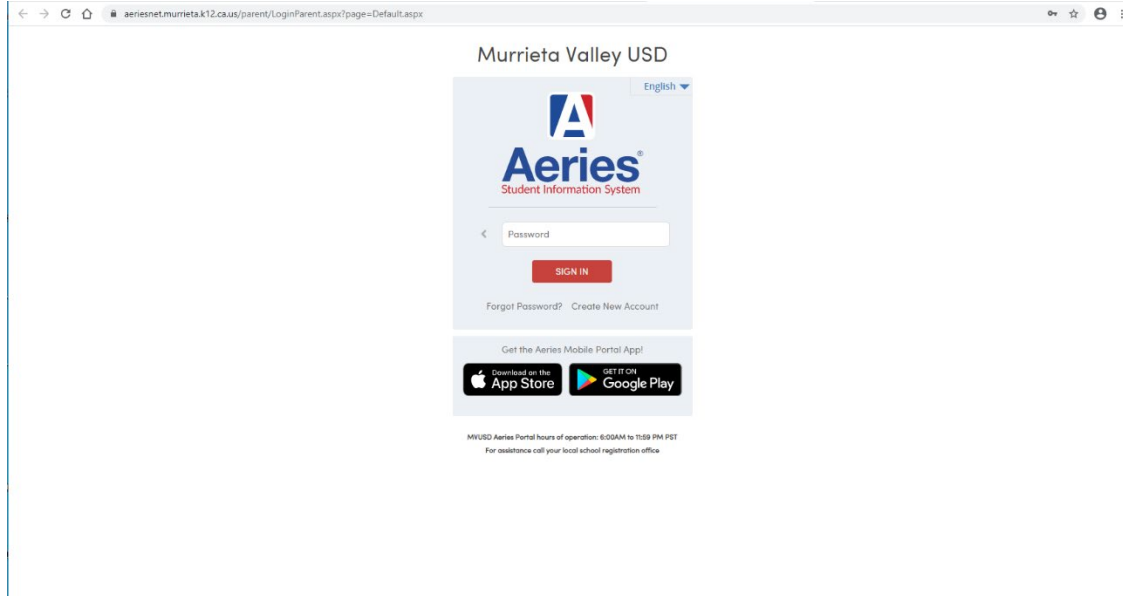 aeriesnet.murrieta.k12.ca.us/parent/LoginParent.aspx?page=Default.aspx
Murrieta Valley USD
English
A
Aeries®
Student Information System
Password
SIGN IN
Forgot Password? Create New Account
Get the Aeries Mobile Portal App!
Download on the
App Store
GET IT ON
Google Play
MVUSD Aeries Portal hours of operation: 6:00AM to 11:59 PM PST
For assistance call your local school registration office